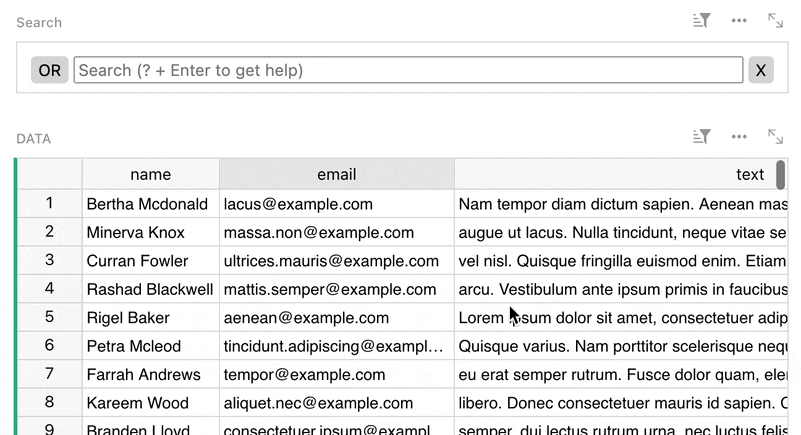 Search
OR Search (? + Enter to get help) X
DATA
name email text
1 Bertha Mcdonald lacus@example.com Nam tempor diam dictum sapien. Aenean mas
2 Minerva Knox massa.non@example.com augue ut lacus. Nulla tincidunt, neque vitae se
3 Curran Fowler ultrices.mauris@example.com vel nisl. Quisque fringilla euismod enim. Etiam
4 Rashad Blackwell mattis.semper@example.com arcu. Vestibulum ante ipsum primis in faucibus
5 Rigel Baker aenean@example.com Lorem ipsum dolor sit amet, consectetuer adip
6 Petra Mcleod tincidunt.adipiscing@exampl... Quisque varius. Nam porttitor scelerisque nequ
7 Farrah Andrews tempor@example.com eu erat semper rutrum. Fusce dolor quam, eler
8 Kareem Wood aliquet.nec@example.com libero. Donec consectetuer mauris id sapien. C
9 Branden Lloyd consectetuer.ipsum@exampl... semper, dui lectus rutrum urna, nec luctus felis